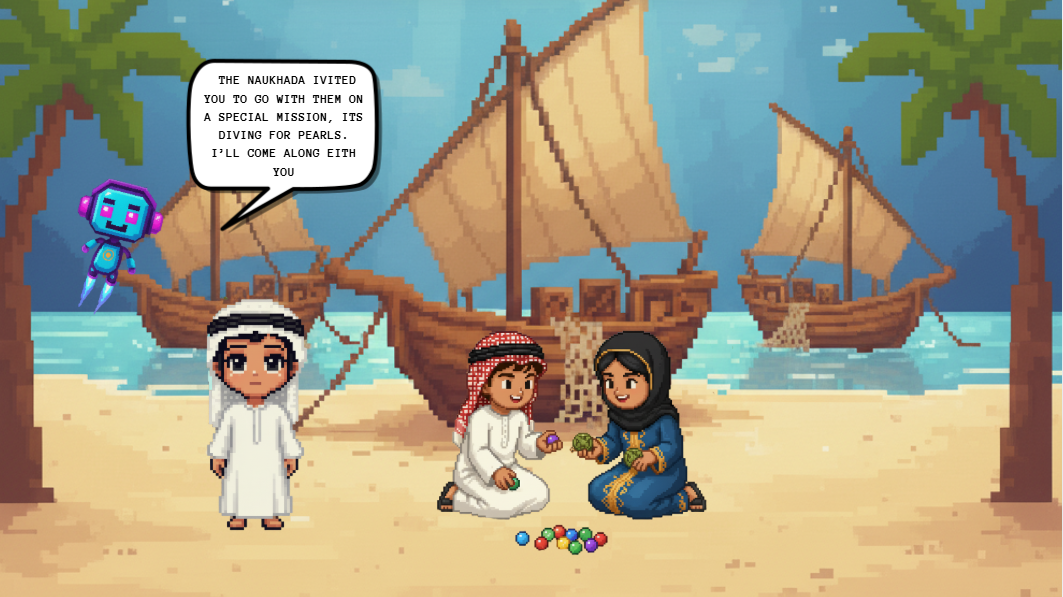 THE NAUKHADA IVITED
YOU TO GO WITH THEM ON
A SPECIAL MISSION, ITS
DIVING FOR PEARLS.
I'LL COME ALONG EITH
YOU